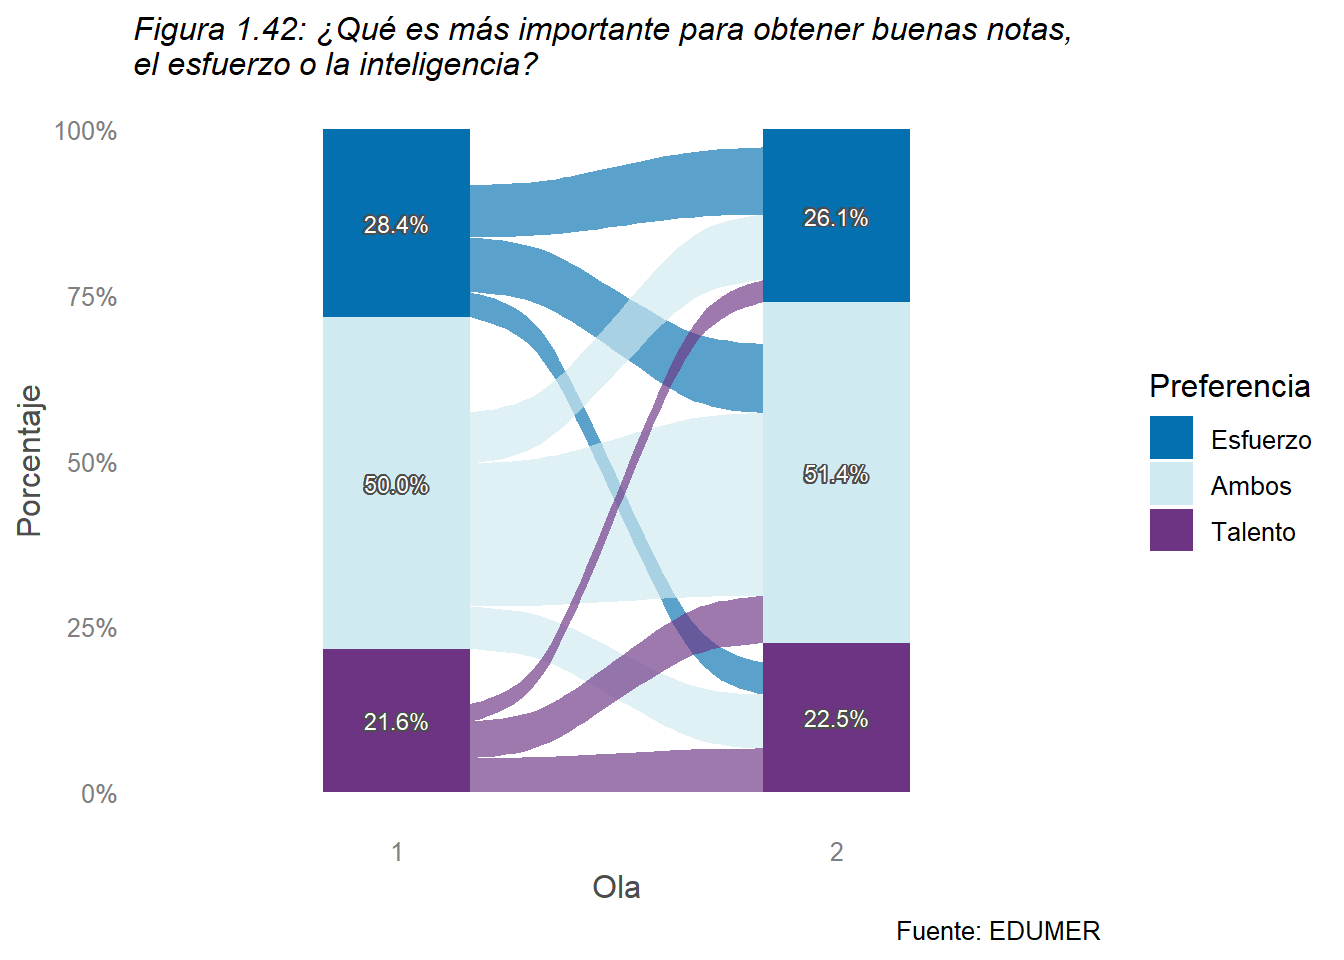 Figura 1.42: ¿Qué es más importante para obtener buenas notas,
el esfuerzo o la inteligencia?
100%
75%
50%
25%
0%
Porcentaje
28.4%
50.0%
21.6%
26.1%
51.4%
22.5%
1
2
Ola
Preferencia
Esfuerzo
Ambos
Talento
Fuente: EDUMER